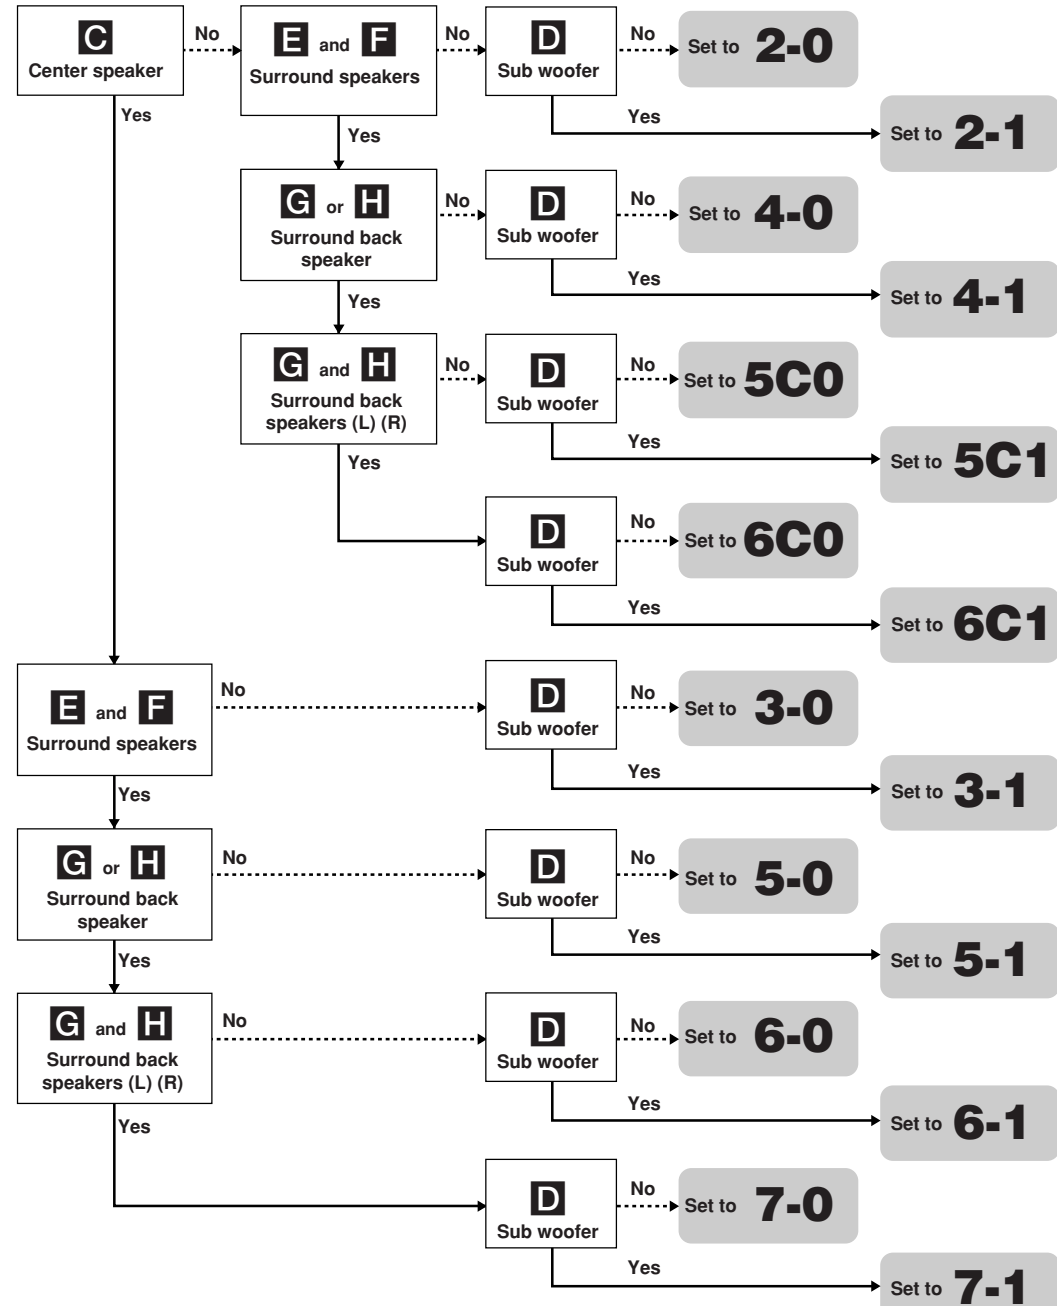 C
Center speaker
No
E and F
Surround speakers
No
D
Sub woofer
No
Set to 2-0
Yes
Yes
Set to 2-1
Yes
G or H
Surround back
speaker
No
D
Sub woofer
No
Set to 4-0
Yes
Set to 4-1
Yes
G and H
Surround back
speakers (L) (R)
No
D
Sub woofer
No
Set to 5C0
Yes
Set to 5C1
Yes
D
Sub woofer
No
Set to 6C0
Yes
Set to 6C1
E and F
Surround speakers
No
D
Sub woofer
No
Set to 3-0
Yes
Set to 3-1
Yes
G or H
Surround back
speaker
No
D
Sub woofer
No
Set to 5-0
Yes
Set to 5-1
Yes
G and H
Surround back
speakers (L) (R)
No
D
Sub woofer
No
Set to 6-0
Yes
Set to 6-1
Yes
D
Sub woofer
No
Set to 7-0
Yes
Set to 7-1